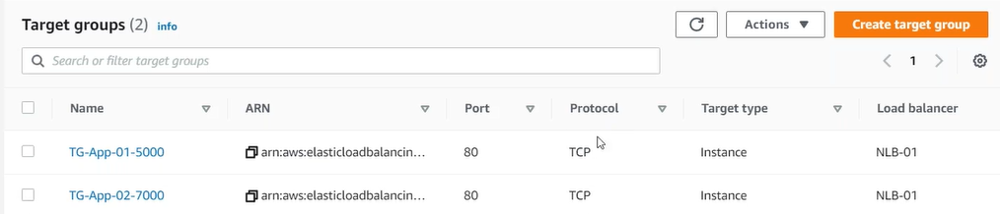 Target groups (2) info
Actions
Create target group
Search or filter target groups
1
Name ARN Port Protocol Target type Load balancer
TG-App-01-5000 arn:aws:elasticloadbalancin... 80 TCP Instance NLB-01
TG-App-02-7000 arn:aws:elasticloadbalancin... 80 TCP Instance NLB-01